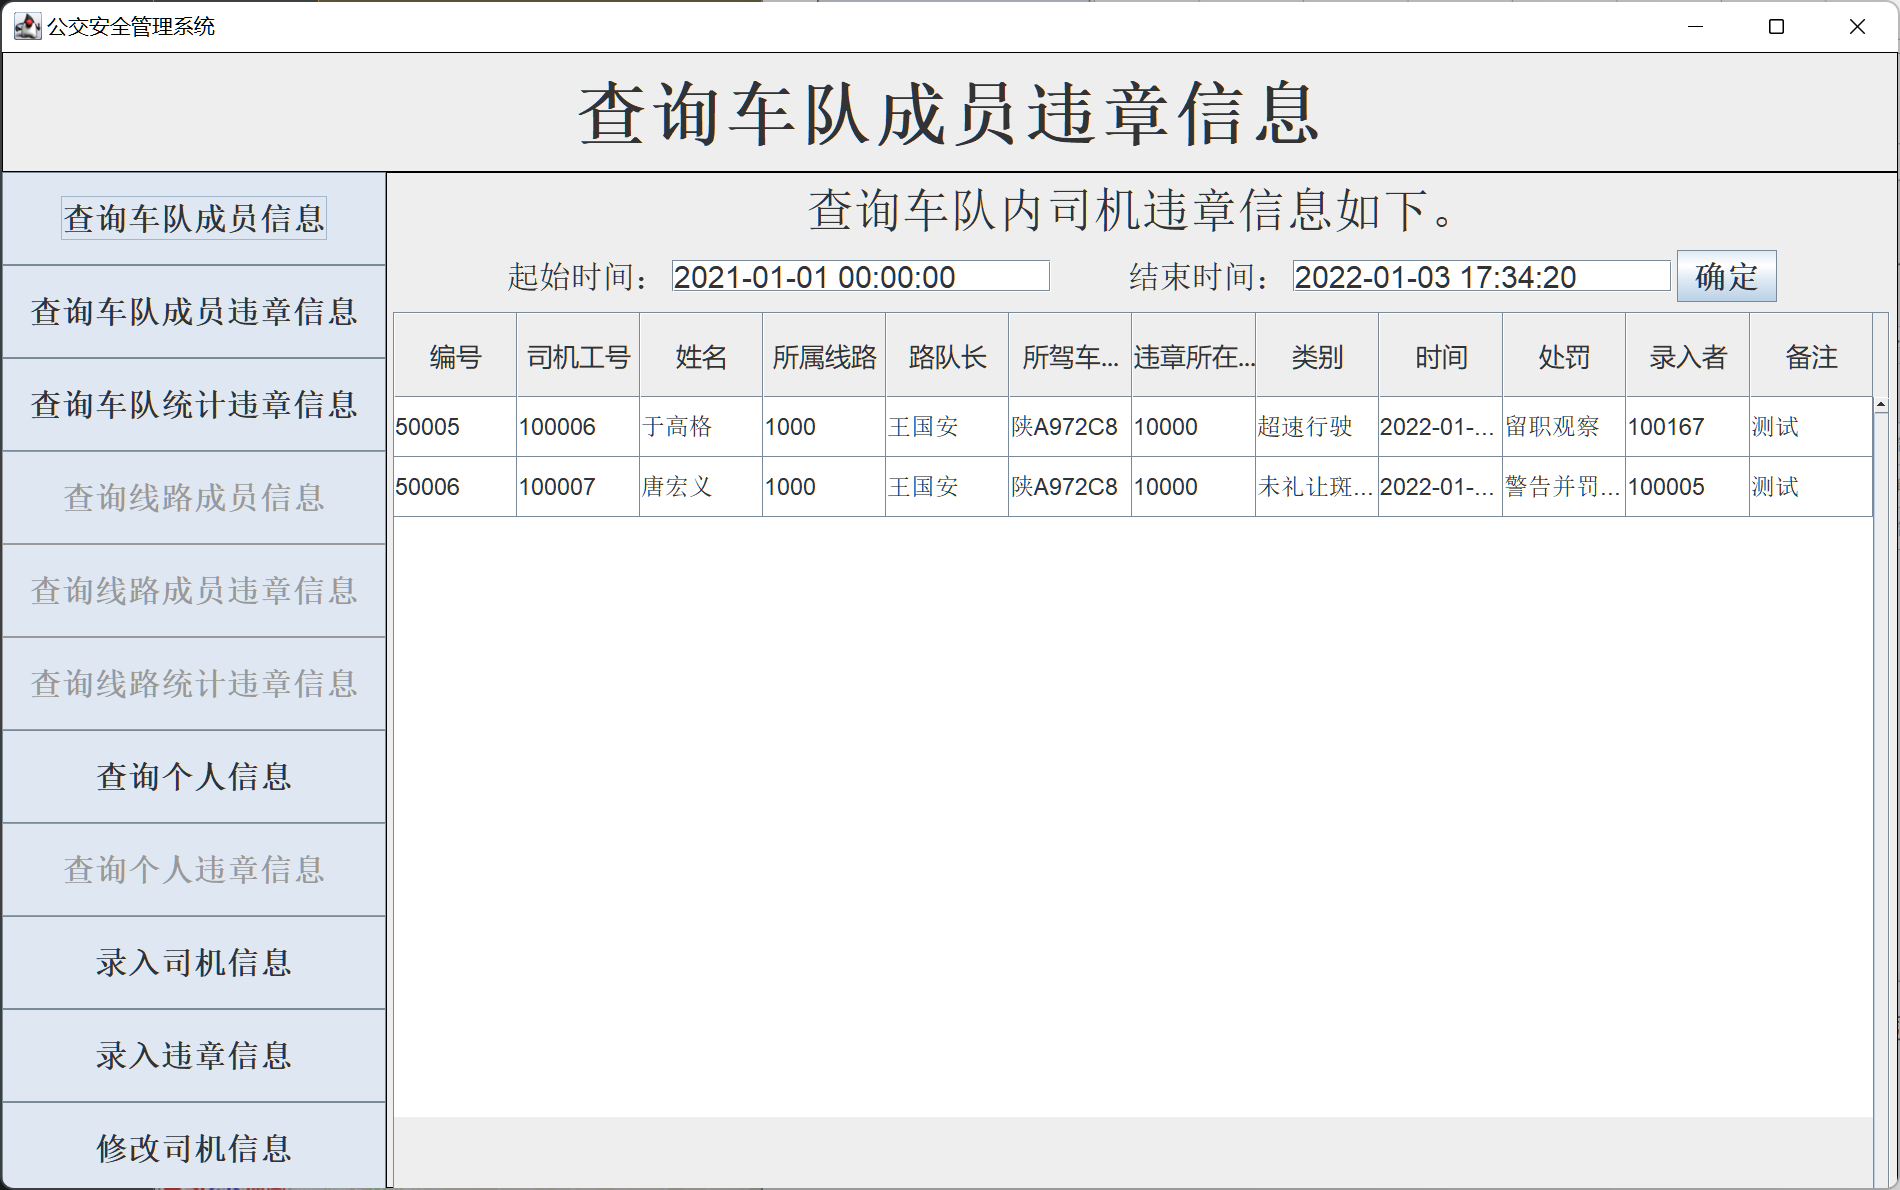 公交安全管理系统
查询车队成员违章信息
查询车队成员信息
查询车队成员违章信息
查询车队统计违章信息
查询线路成员信息
查询线路成员违章信息
查询线路统计违章信息
查询个人信息
查询个人违章信息
录入司机信息
录入违章信息
修改司机信息
查询车队内司机违章信息如下。
起始时间： 2021-01-01 00:00:00 结束时间： 2022-01-03 17:34:20 确定
编号 司机工号 姓名 所属线路 路队长 所驾车... 违章所在... 类别 时间 处罚 录入者 备注
50005 100006 于高格 1000 王国安 陕A972C8 10000 超速行驶 2022-01-... 留职观察 100167 测试
50006 100007 唐宏义 1000 王国安 陕A972C8 10000 未礼让斑... 2022-01-... 警告并罚... 100005 测试